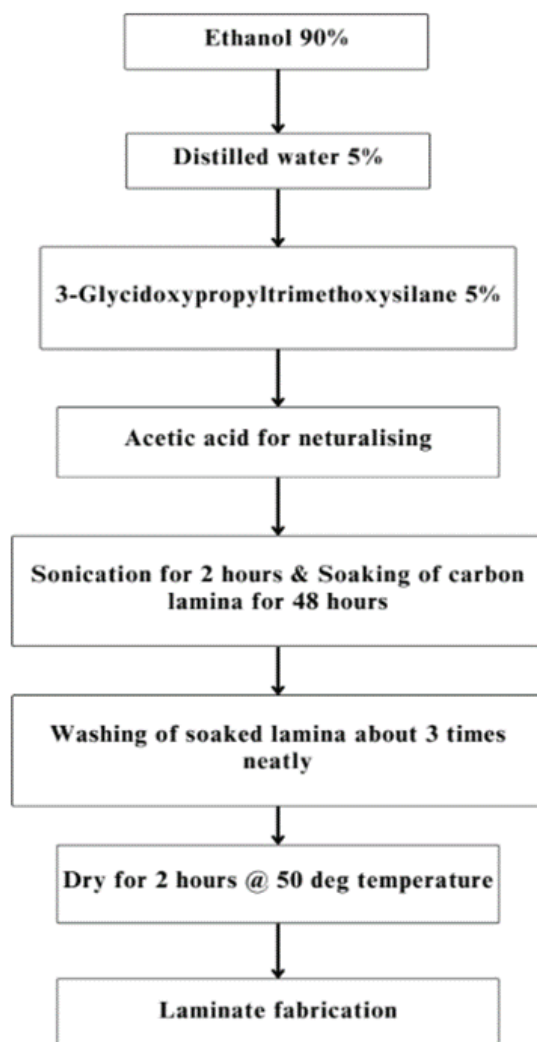 Ethanol 90%
Distilled water 5%
3-Glycidoxypropyltrimethoxysilane 5%
Acetic acid for neturalising
Sonication for 2 hours & Soaking of carbon
lamina for 48 hours
Washing of soaked lamina about 3 times
neatly
Dry for 2 hours @ 50 deg temperature
Laminate fabrication